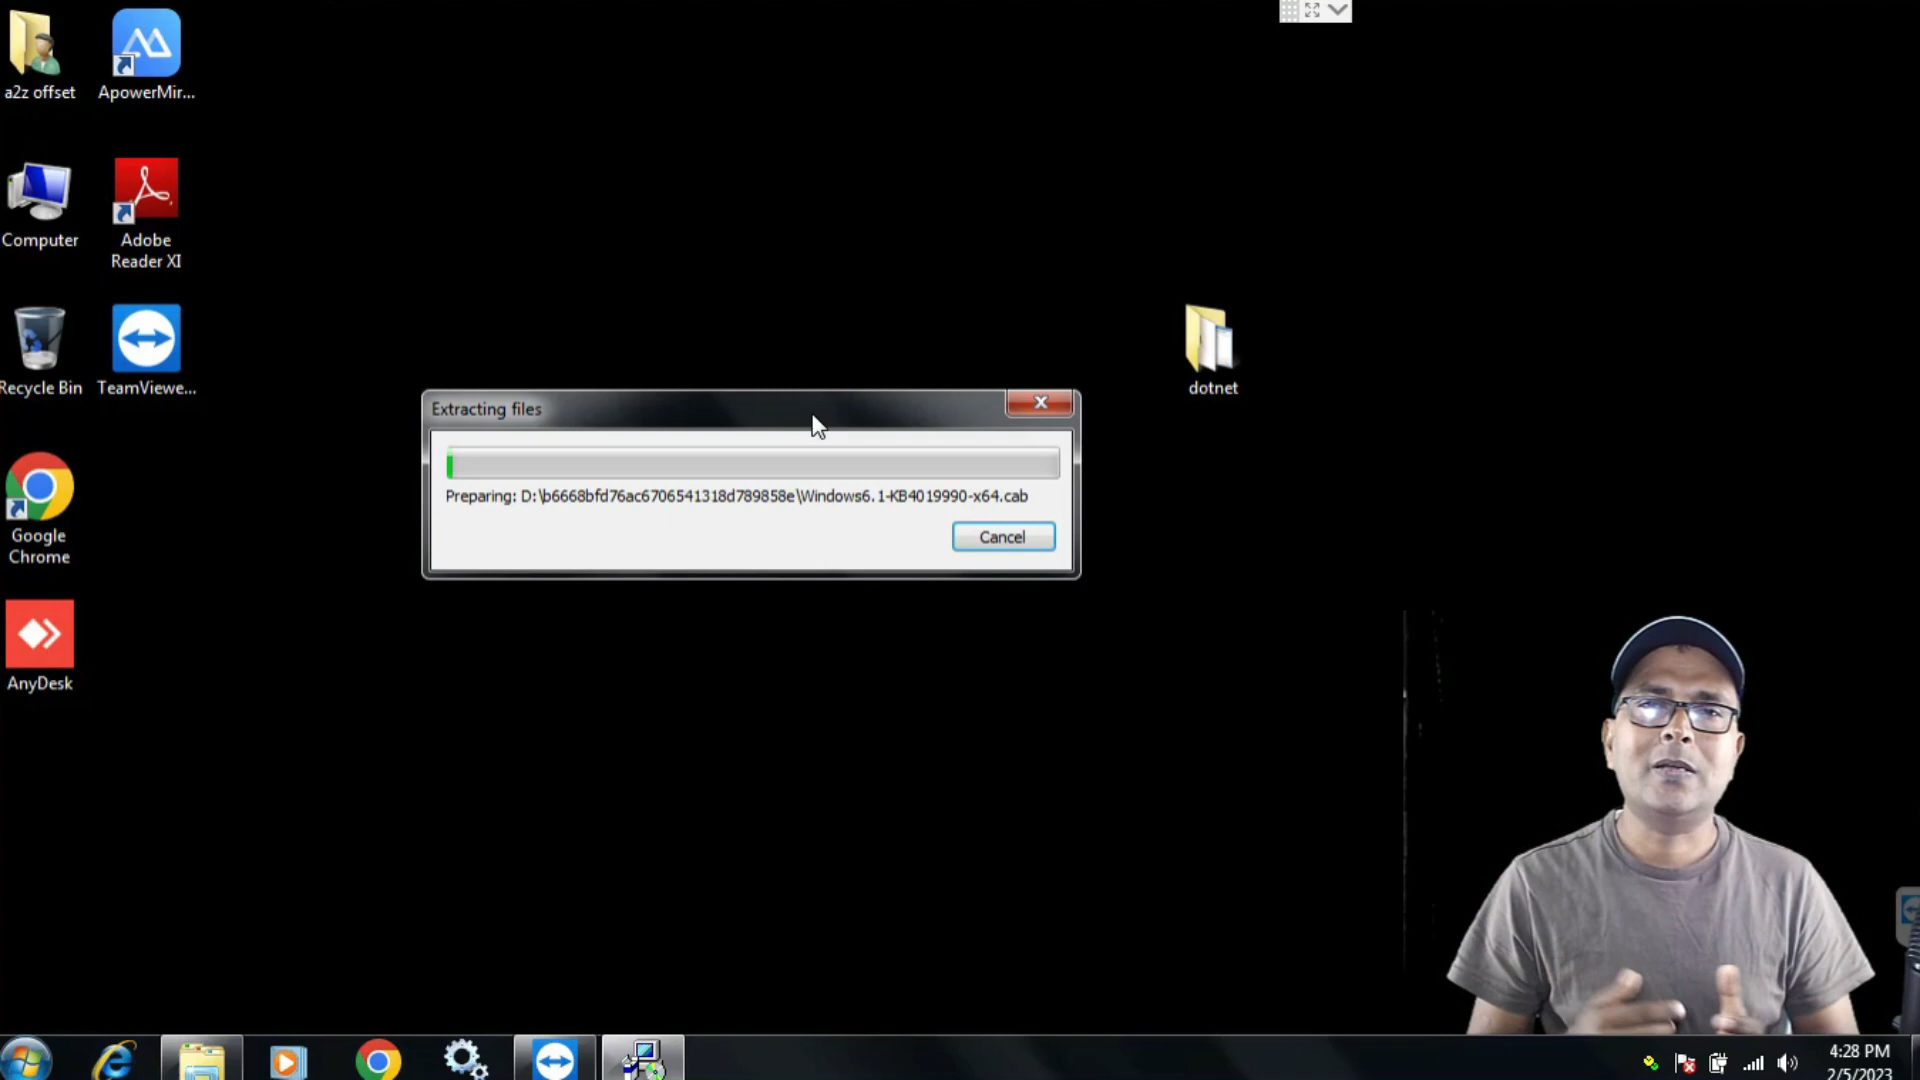 a2z offset
ApowerMir...
Computer
Adobe
Reader XI
Recycle Bin
TeamViewe...
Google
Chrome
AnyDesk
dotnet
Extracting files
Preparing: D:\b6668bfd76ac6706541318d789858e\Windows6.1-KB4019990-x64.cab
Cancel
4:28 PM
2/5/2023